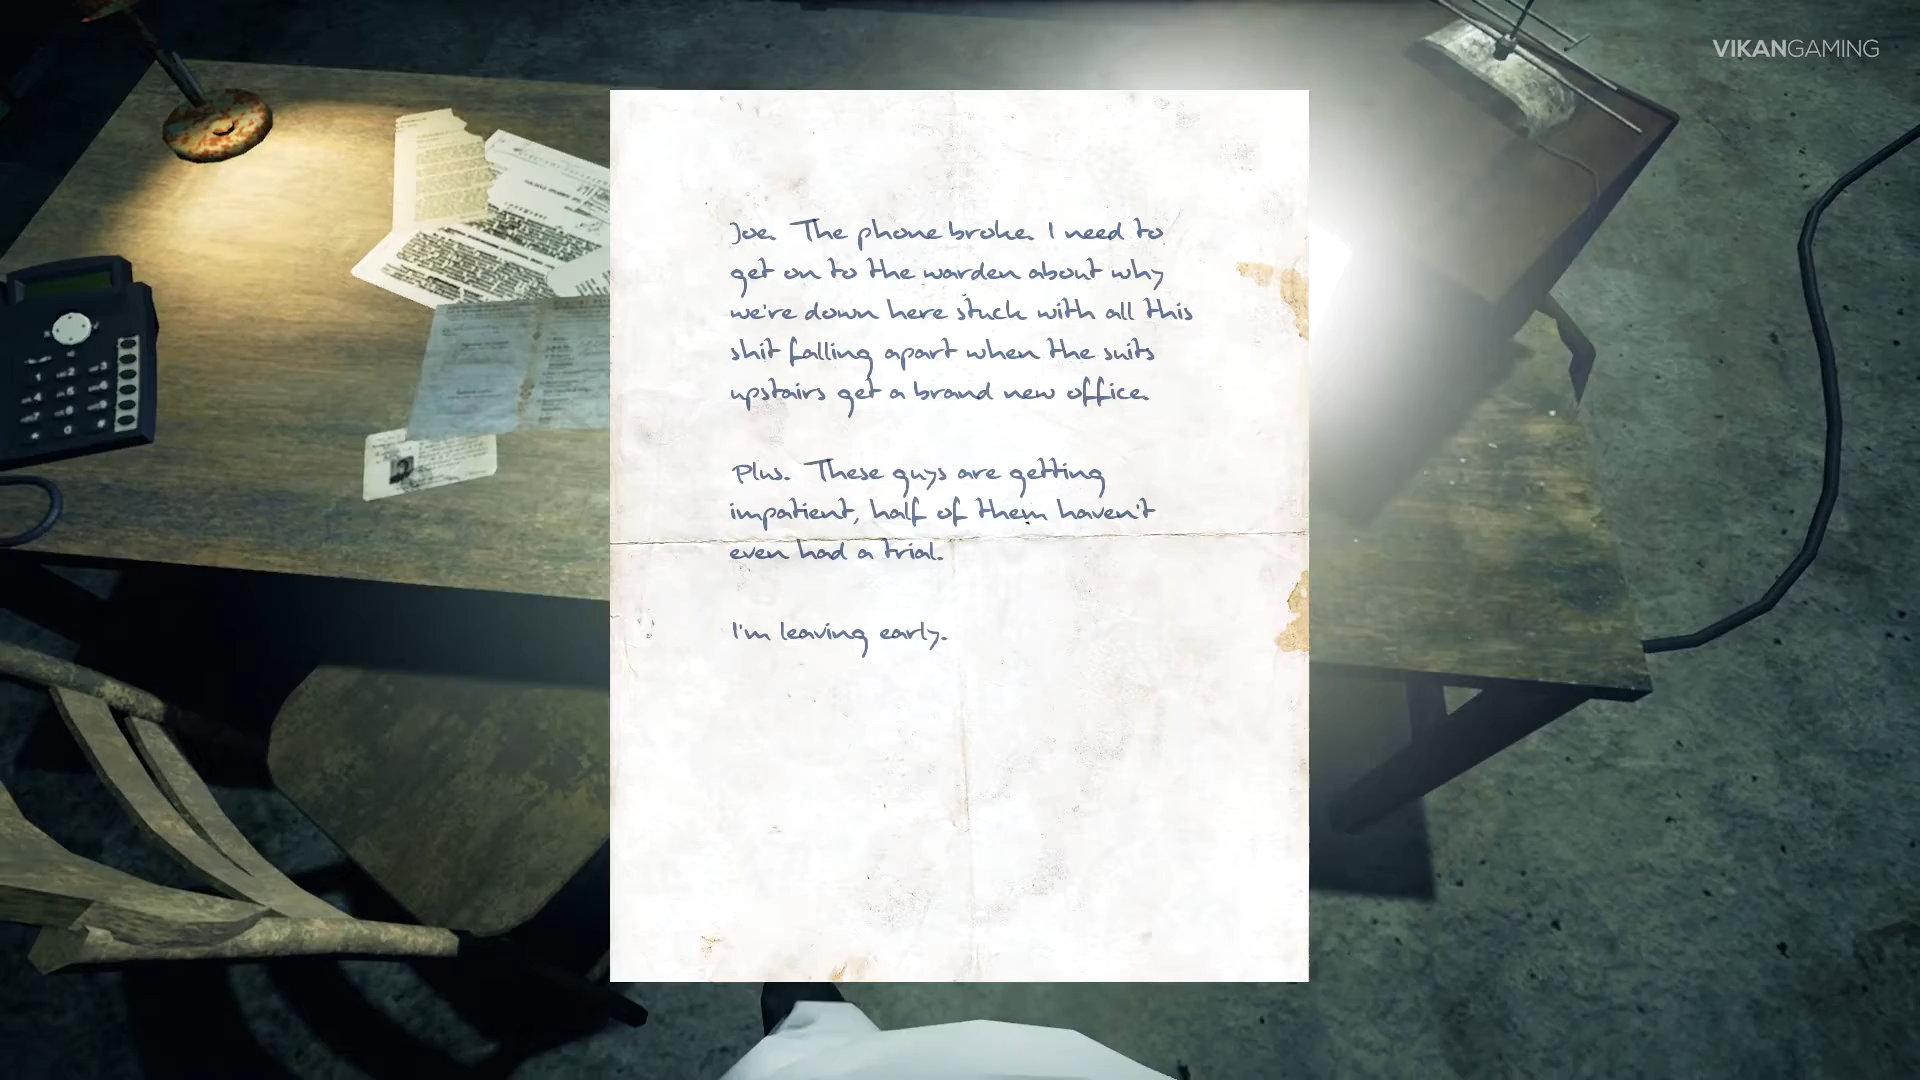 VIKANGAMING
Joe. The phone broke. I need to
get on to the warden about why
we're down here stuck with all this
shit falling apart when the suits
upstairs get a brand new office.
Plus. These guys are getting
impatient, half of them haven't
even had a trial.
I'm leaving early.